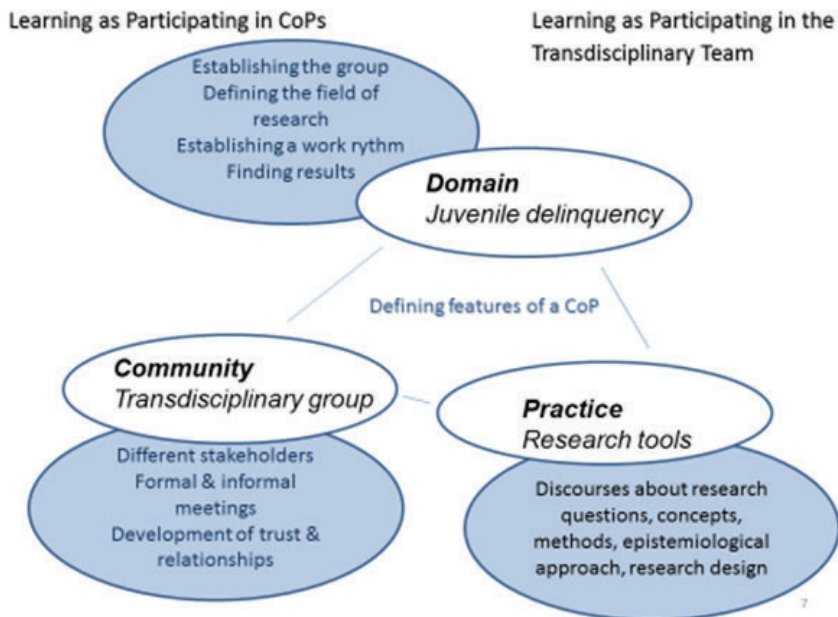 Learning as Participating in CoPs
Learning as Participating in the
Transdisciplinary Team
Establishing the group
Defining the field of
research
Establishing a work rythm
Finding results
Domain
Juvenile delinquency
Defining features of a CoP
Community
Transdisciplinary group
Different stakeholders
Formal & informal
meetings
Development of trust &
relationships
Practice
Research tools
Discourses about research
questions, concepts,
methods, epistemiological
approach, research design
7